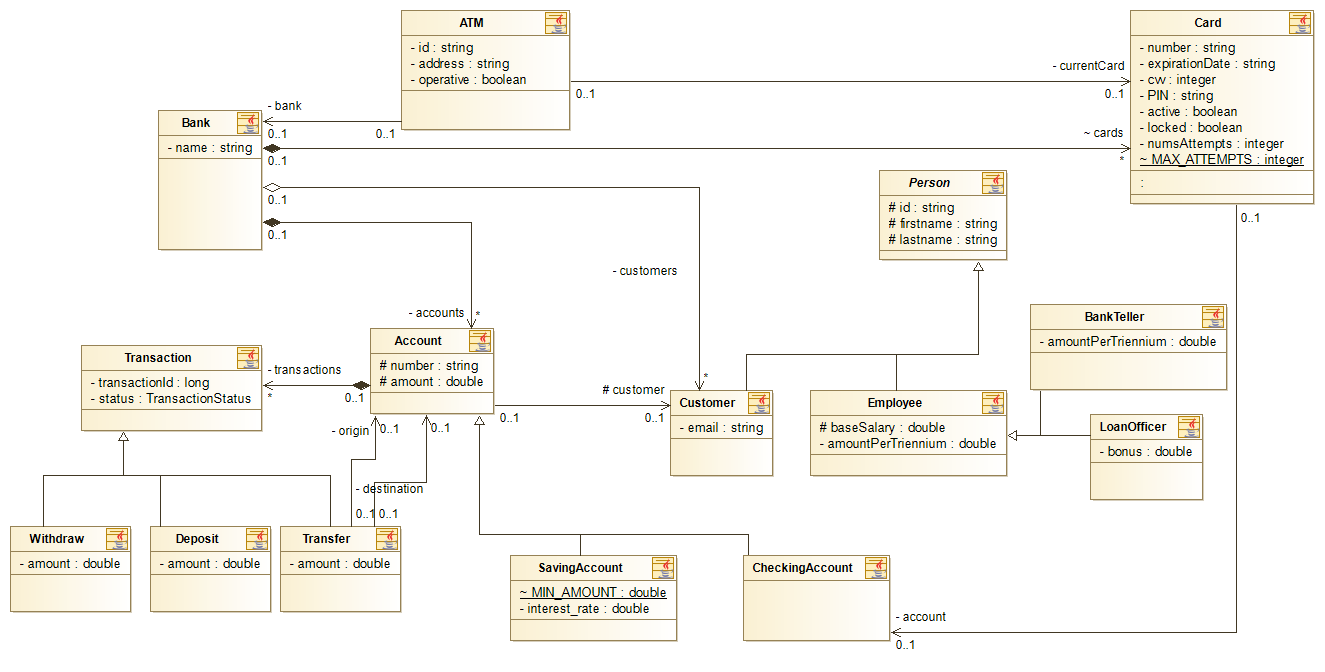 ATM
- id : string
- address : string
- operative : boolean
Card
- number : string
- expirationDate : string
- cvv : integer
- PIN : string
- active : boolean
- locked : boolean
- numsAttempts : integer
~ MAX_ATTEMPTS : integer
:
- currentCard
0..1
0..1
- bank
0..1
0..1
Bank
- name : string
~ cards
0..1
*
0..1
0..1
0..1
Person
# id : string
# firstname : string
# lastname : string
- customers
*
- accounts
*
BankTeller
- amountPerTriennium : double
Account
# number : string
# amount : double
Transaction
- transactionId : long
- status : TransactionStatus
- transactions
*
0..1
# customer
0..1
0..1
Customer
- email : string
Employee
# baseSalary : double
- amountPerTriennium : double
LoanOfficer
- bonus : double
- origin
0..1
0..1
- destination
0..1
0..1
Withdraw
- amount : double
Deposit
- amount : double
Transfer
- amount : double
SavingAccount
~ MIN_AMOUNT : double
- interest_rate : double
CheckingAccount
- account
0..1